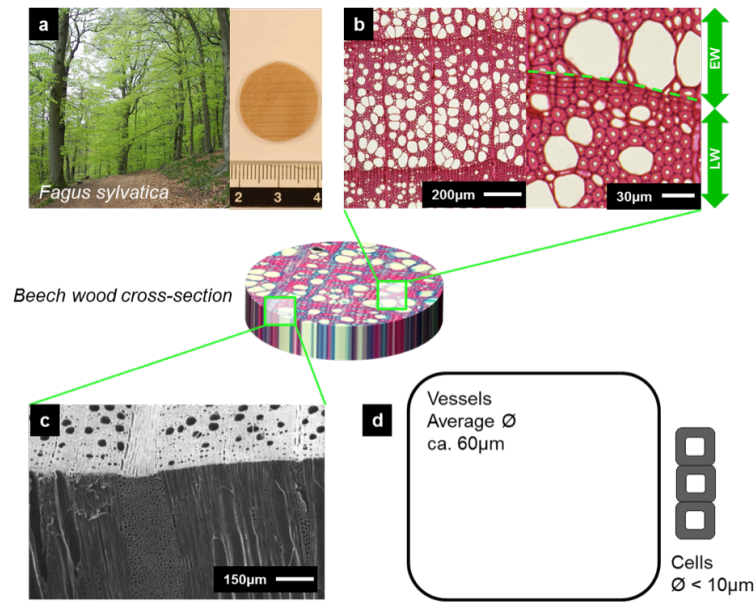 a
Fagus sylvatica
2 3 4
b
200µm
30µm
EW
LW
Beech wood cross-section
c
150µm
d
Vessels
Average Ø
ca. 60µm
Cells
Ø < 10µm